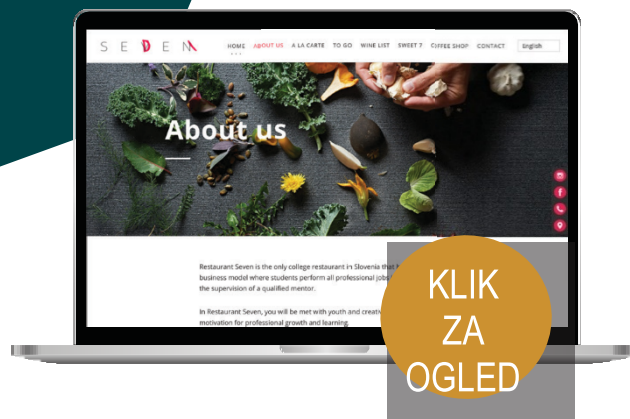 SEDEM
HOME ABOUT US A LA CARTE TO GO WINE LIST SWEET 7 COFFEE SHOP CONTACT English
About us
Restaurant Seven is the only college restaurant in Slovenia that
business model where students perform all professional jobs
the supervision of a qualified mentor.
In Restaurant Seven, you will be met with youth and creativ
motivation for professional growth and learning.
KLIK
ZA
OGLED